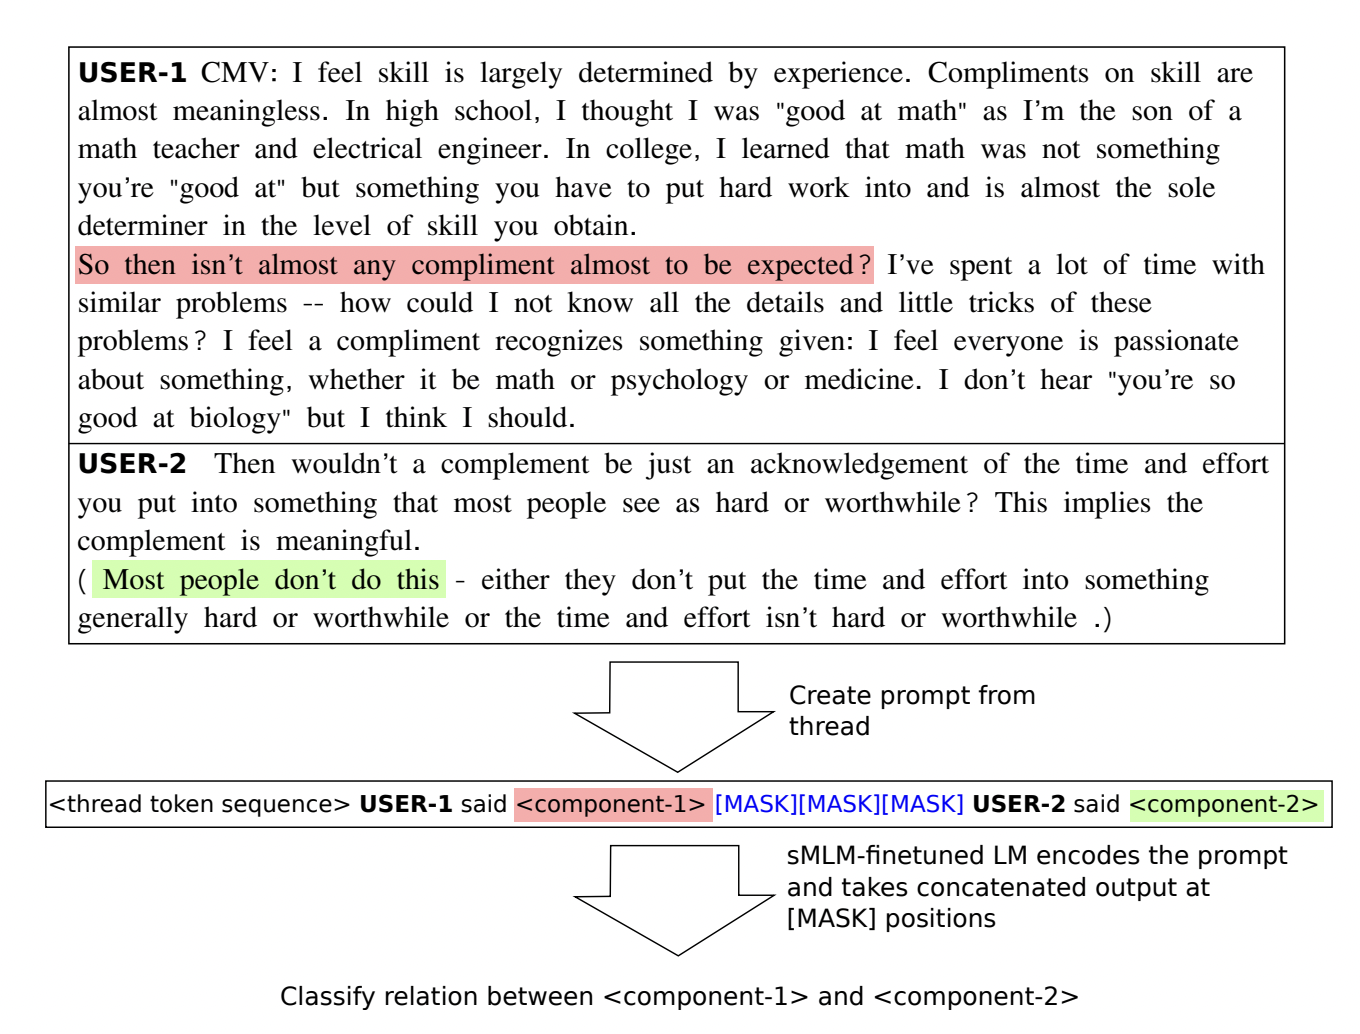 USER-1 CMV: I feel skill is largely determined by experience. Compliments on skill are
almost meaningless. In high school, I thought I was "good at math" as I'm the son of a
math teacher and electrical engineer. In college, I learned that math was not something
you're "good at" but something you have to put hard work into and is almost the sole
determiner in the level of skill you obtain.
So then isn't almost any compliment almost to be expected? I've spent a lot of time with
similar problems -- how could I not know all the details and little tricks of these
problems? I feel a compliment recognizes something given: I feel everyone is passionate
about something, whether it be math or psychology or medicine. I don't hear "you're so
good at biology" but I think I should.
USER-2 Then wouldn't a complement be just an acknowledgement of the time and effort
you put into something that most people see as hard or worthwhile? This implies the
complement is meaningful.
( Most people don't do this - either they don't put the time and effort into something
generally hard or worthwhile or the time and effort isn't hard or worthwhile .)
Create prompt from
thread
<thread token sequence> USER-1 said <component-1> [MASK][MASK][MASK] USER-2 said <component-2>
sMLM-finetuned LM encodes the prompt
and takes concatenated output at
[MASK] positions
Classify relation between <component-1> and <component-2>